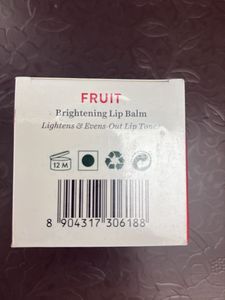 FRUIT
Brightening Lip Balm
Lightens & Evens-Out Lip Tone
12 M
8 904317 306188